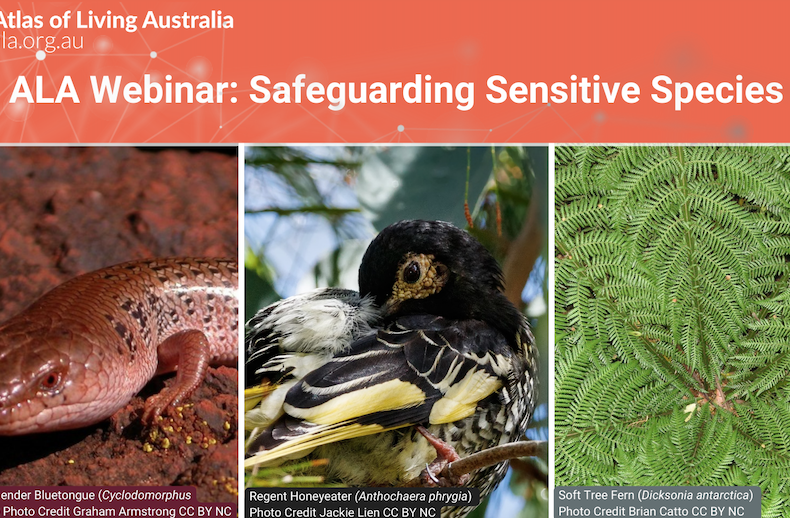 Atlas of Living Australia
la.org.au
ALA Webinar: Safeguarding Sensitive Species
ender Bluetongue (Cyclodomorphus
Photo Credit Graham Armstrong CC BY NC
Regent Honeyeater (Anthochaera phrygia)
Photo Credit Jackie Lien CC BY NC
Soft Tree Fern (Dicksonia antarctica)
Photo Credit Brian Catto CC BY NC